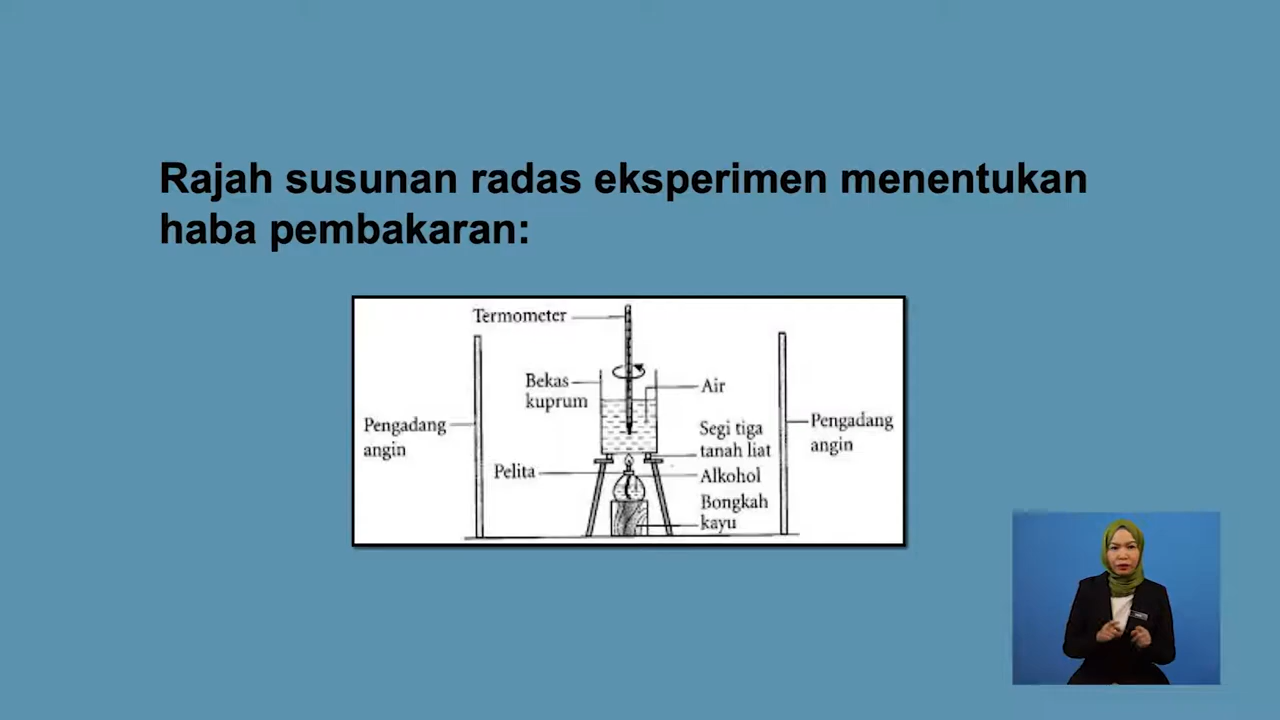 Rajah susunan radas eksperimen menentukan
haba pembakaran:
Termometer
Bekas
kuprum
Air
Pengadang
angin
Segi tiga
tanah liat
Pengadang
angin
Pelita
Alkohol
Bongkah
kayu